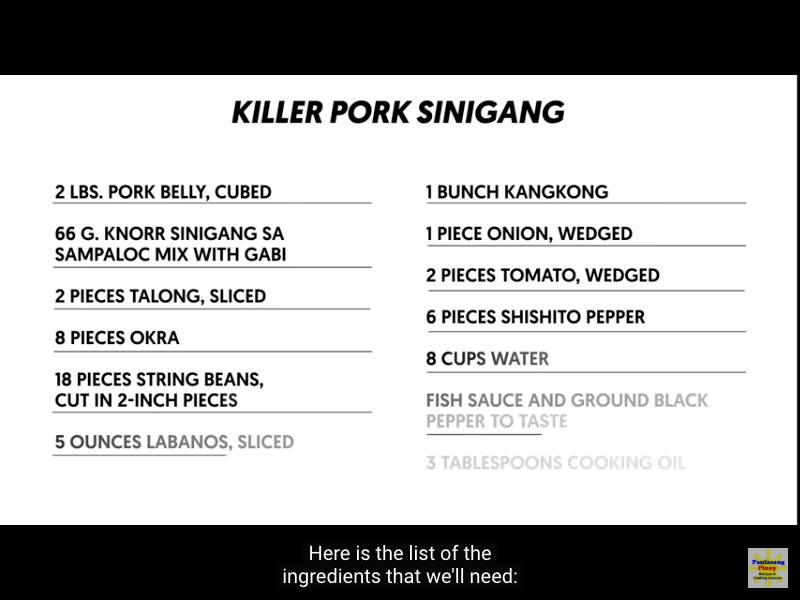 KILLER PORK SINIGANG
2 LBS. PORK BELLY, CUBED
66 G. KNORR SINIGANG SA
SAMPALOC MIX WITH GABI
2 PIECES TALONG, SLICED
8 PIECES OKRA
18 PIECES STRING BEANS,
CUT IN 2-INCH PIECES
5 OUNCES LABANOS, SLICED
1 BUNCH KANGKONG
1 PIECE ONION, WEDGED
2 PIECES TOMATO, WEDGED
6 PIECES SHISHITO PEPPER
8 CUPS WATER
FISH SAUCE AND GROUND BLACK
PEPPER TO TASTE
3 TABLESPOONS COOKING OIL
Here is the list of the
ingredients that we'll need:
Panlasang
Pinoy